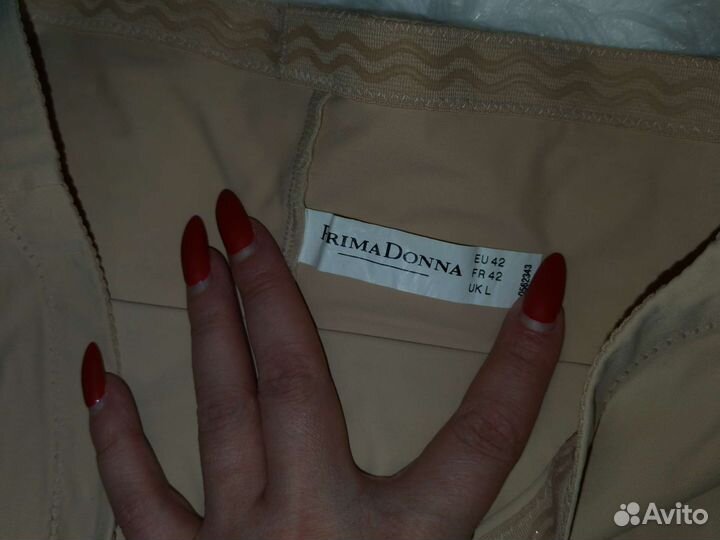 PRIMADONNA
EU 42
FR 42
UK L
0562343
Avito